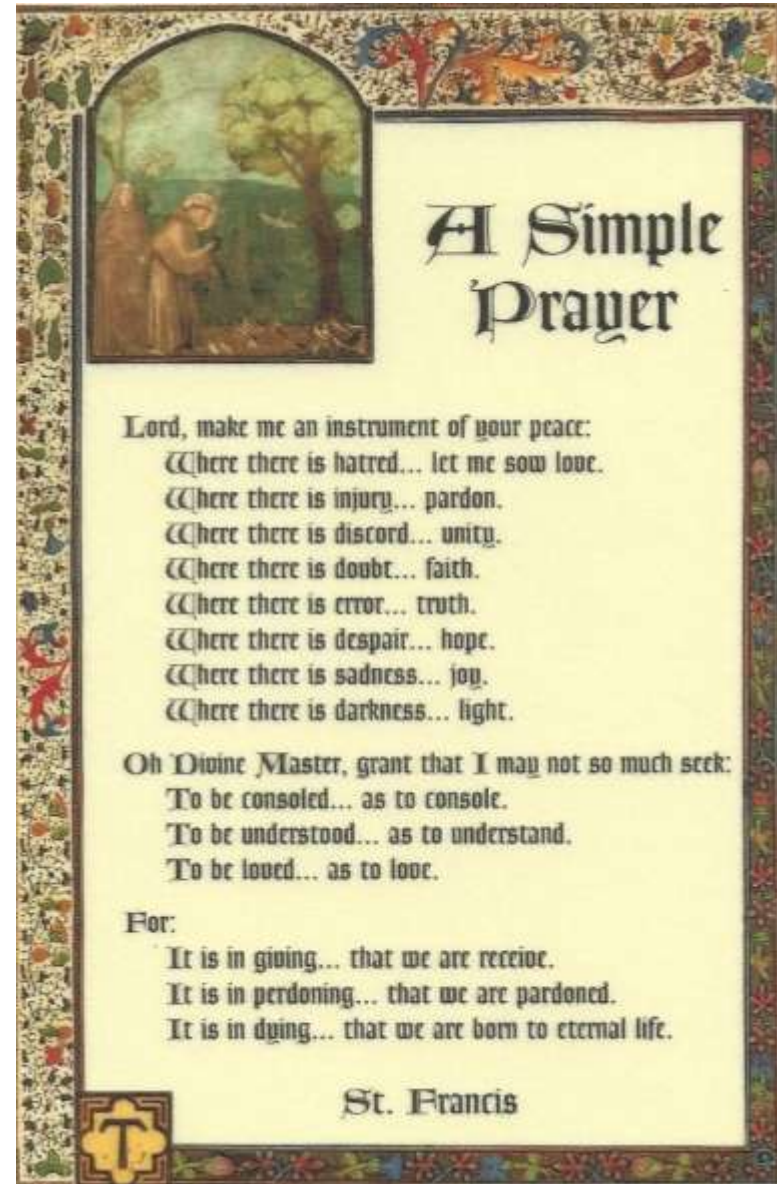 A Simple
Prayer
Lord, make me an instrument of your peace:
Where there is hatred... let me sow love.
Where there is injury... pardon.
Where there is discord... unity.
Where there is doubt... faith.
Where there is error... truth.
Where there is despair... hope.
Where there is sadness... joy.
Where there is darkness... light.
Oh Divine Master, grant that I may not so much seek:
To be consoled... as to console.
To be understood... as to understand.
To be loved... as to love.
For:
It is in giving... that we are receive.
It is in perdoning... that we are pardoned.
It is in dying... that we are born to eternal life.
St. Francis
T